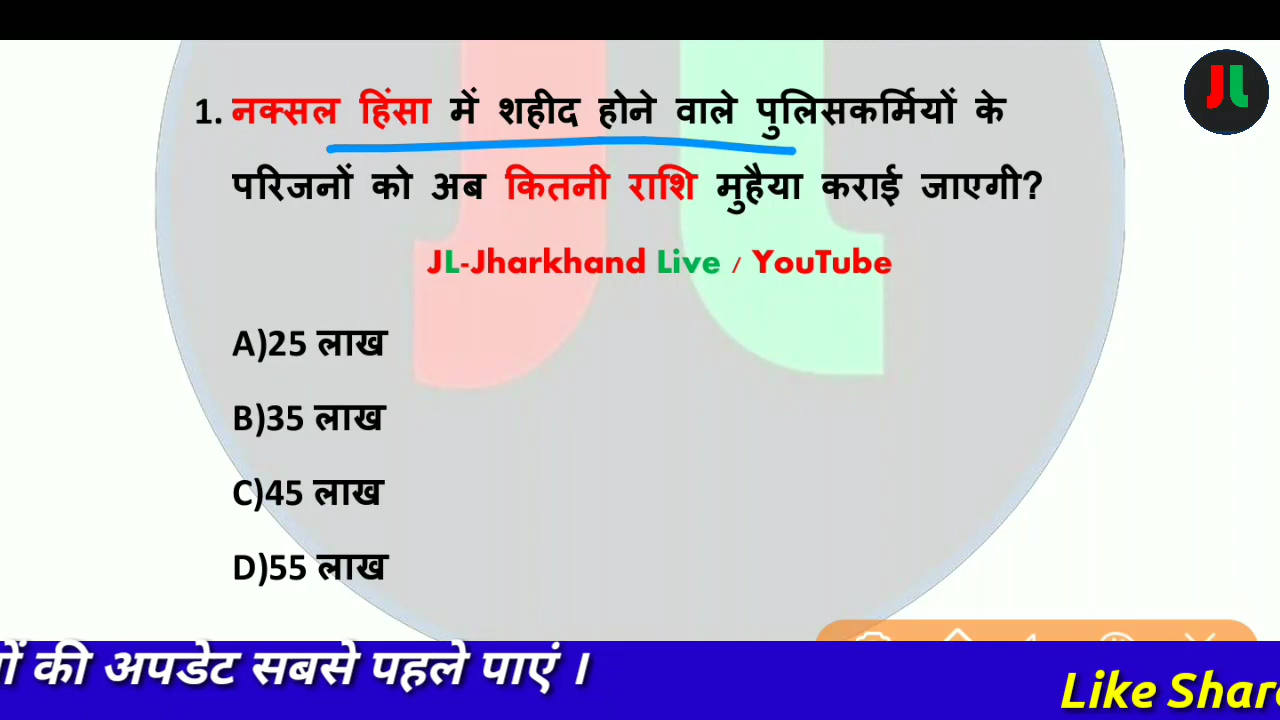 JL
1. नक्सल हिंसा में शहीद होने वाले पुलिसकर्मियों के
परिजनों को अब कितनी राशि मुहैया कराई जाएगी?
JL-Jharkhand Live / YouTube
A)25 लाख
B)35 लाख
C)45 लाख
D)55 लाख
की अपडेट सबसे पहले पाएं ।
Like